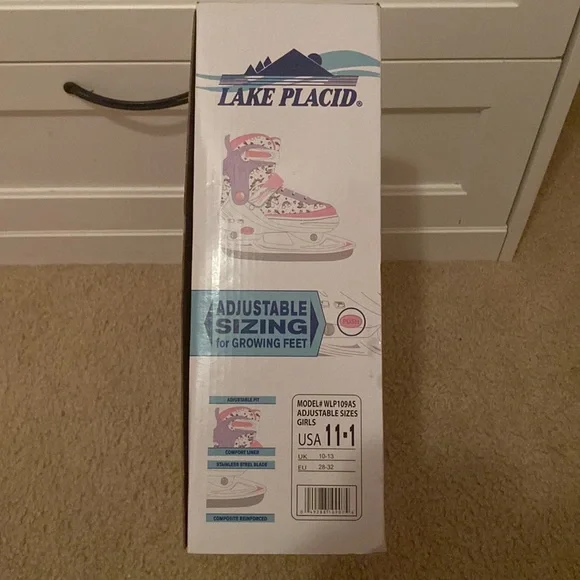 LAKE PLACID®
ADJUSTABLE
SIZING
for GROWING FEET
PUSH
ADJUSTABLE FIT
COMFORT LINER
STAINLESS STEEL BLADE
COMPOSITE REINFORCED
MODEL# WLP109AS
ADJUSTABLE SIZES
GIRLS
USA 11-1
UK 10-13
EU 28-32